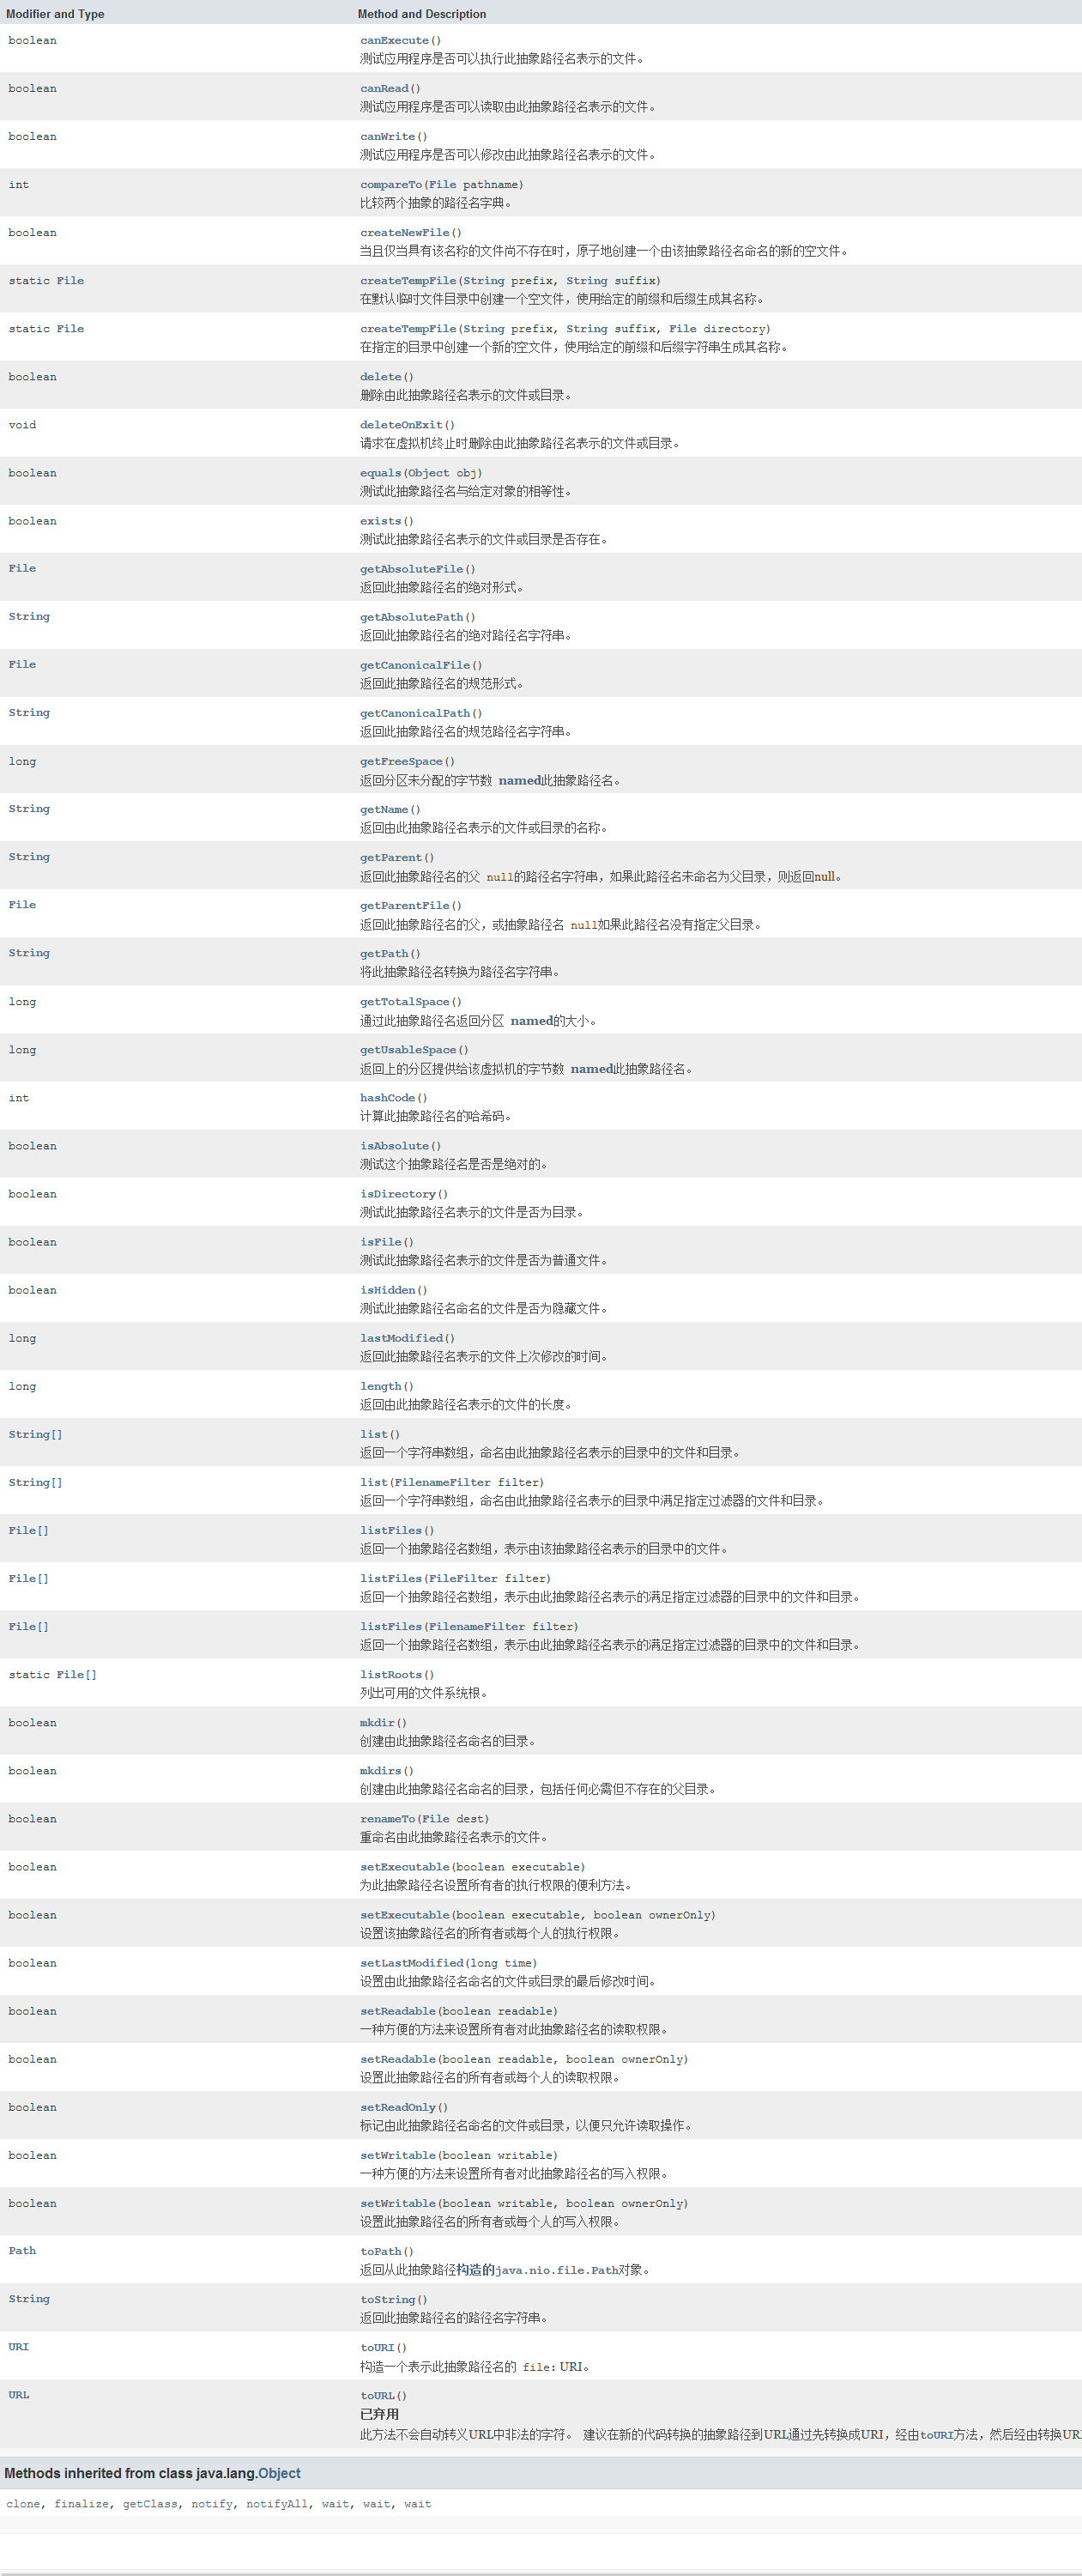 Modifier and Type Method and Description
boolean canExecute()
测试应用程序是否可以执行此抽象路径名表示的文件。
boolean canRead()
测试应用程序是否可以读取由此抽象路径名表示的文件。
boolean canWrite()
测试应用程序是否可以修改由此抽象路径名表示的文件。
int compareTo(File pathname)
比较两个抽象的路径名字典。
boolean createNewFile()
当且仅当具有该名称的文件尚不存在时，原子地创建一个由该抽象路径名命名的新的空文件。
static File createTempFile(String prefix, String suffix)
在默认临时文件目录中创建一个空文件，使用给定的前缀和后缀生成其名称。
static File createTempFile(String prefix, String suffix, File directory)
在指定的目录中创建一个新的空文件，使用给定的前缀和后缀字符串生成其名称。
boolean delete()
删除由此抽象路径名表示的文件或目录。
void deleteOnExit()
请求在虚拟机终止时删除由此抽象路径名表示的文件或目录。
boolean equals(Object obj)
测试此抽象路径名与给定对象的相等性。
boolean exists()
测试此抽象路径名表示的文件或目录是否存在。
File getAbsoluteFile()
返回此抽象路径名的绝对形式。
String getAbsolutePath()
返回此抽象路径名的绝对路径名字符串。
File getCanonicalFile()
返回此抽象路径名的规范形式。
String getCanonicalPath()
返回此抽象路径名的规范路径名字符串。
long getFreeSpace()
返回分区未分配的字节数 named此抽象路径名。
String getName()
返回由此抽象路径名表示的文件或目录的名称。
String getParent()
返回此抽象路径名的父 null的路径名字符串，如果此路径名未命名为父目录，则返回null。
File getParentFile()
返回此抽象路径名的父，或抽象路径名 null如果此路径名没有指定父目录。
String getPath()
将此抽象路径名转换为路径名字符串。
long getTotalSpace()
通过此抽象路径名返回分区 named的大小。
long getUsableSpace()
返回上的分区提供给该虚拟机的字节数 named此抽象路径名。
int hashCode()
计算此抽象路径名的哈希码。
boolean isAbsolute()
测试这个抽象路径名是否是绝对的。
boolean isDirectory()
测试此抽象路径名表示的文件是否为目录。
boolean isFile()
测试此抽象路径名表示的文件是否为普通文件。
boolean isHidden()
测试此抽象路径名命名的文件是否为隐藏文件。
long lastModified()
返回此抽象路径名表示的文件上次修改的时间。
long length()
返回由此抽象路径名表示的文件的长度。
String[] list()
返回一个字符串数组，命名由此抽象路径名表示的目录中的文件和目录。
String[] list(FilenameFilter filter)
返回一个字符串数组，命名由此抽象路径名表示的目录中满足指定过滤器的文件和目录。
File[] listFiles()
返回一个抽象路径名数组，表示由该抽象路径名表示的目录中的文件。
File[] listFiles(FileFilter filter)
返回一个抽象路径名数组，表示由此抽象路径名表示的满足指定过滤器的目录中的文件和目录。
File[] listFiles(FilenameFilter filter)
返回一个抽象路径名数组，表示由此抽象路径名表示的满足指定过滤器的目录中的文件和目录。
static File[] listRoots()
列出可用的文件系统根。
boolean mkdir()
创建由此抽象路径名命名的目录。
boolean mkdirs()
创建由此抽象路径名命名的目录，包括任何必需但不存在的父目录。
boolean renameTo(File dest)
重命名由此抽象路径名表示的文件。
boolean setExecutable(boolean executable)
为此抽象路径名设置所有者的执行权限的便利方法。
boolean setExecutable(boolean executable, boolean ownerOnly)
设置该抽象路径名的所有者或每个人的执行权限。
boolean setLastModified(long time)
设置由此抽象路径名命名的文件或目录的最后修改时间。
boolean setReadable(boolean readable)
一种方便的方法来设置所有者对此抽象路径名的读取权限。
boolean setReadable(boolean readable, boolean ownerOnly)
设置此抽象路径名的所有者或每个人的读取权限。
boolean setReadOnly()
标记由此抽象路径名命名的文件或目录，以便只允许读取操作。
boolean setWritable(boolean writable)
一种方便的方法来设置所有者对此抽象路径名的写入权限。
boolean setWritable(boolean writable, boolean ownerOnly)
设置此抽象路径名的所有者或每个人的写入权限。
Path toPath()
返回从此抽象路径构造的java.nio.file.Path对象。
String toString()
返回此抽象路径名的路径名字符串。
URI toURI()
构造一个表示此抽象路径名的 file: URI。
URL toURL()
已弃用
此方法不会自动转义URL中非法的字符。 建议在新的代码转换的抽象路径到URL通过先转换成URI，经由toURI方法，然后经由转换URI
Methods inherited from class java.lang.Object
clone, finalize, getClass, notify, notifyAll, wait, wait, wait